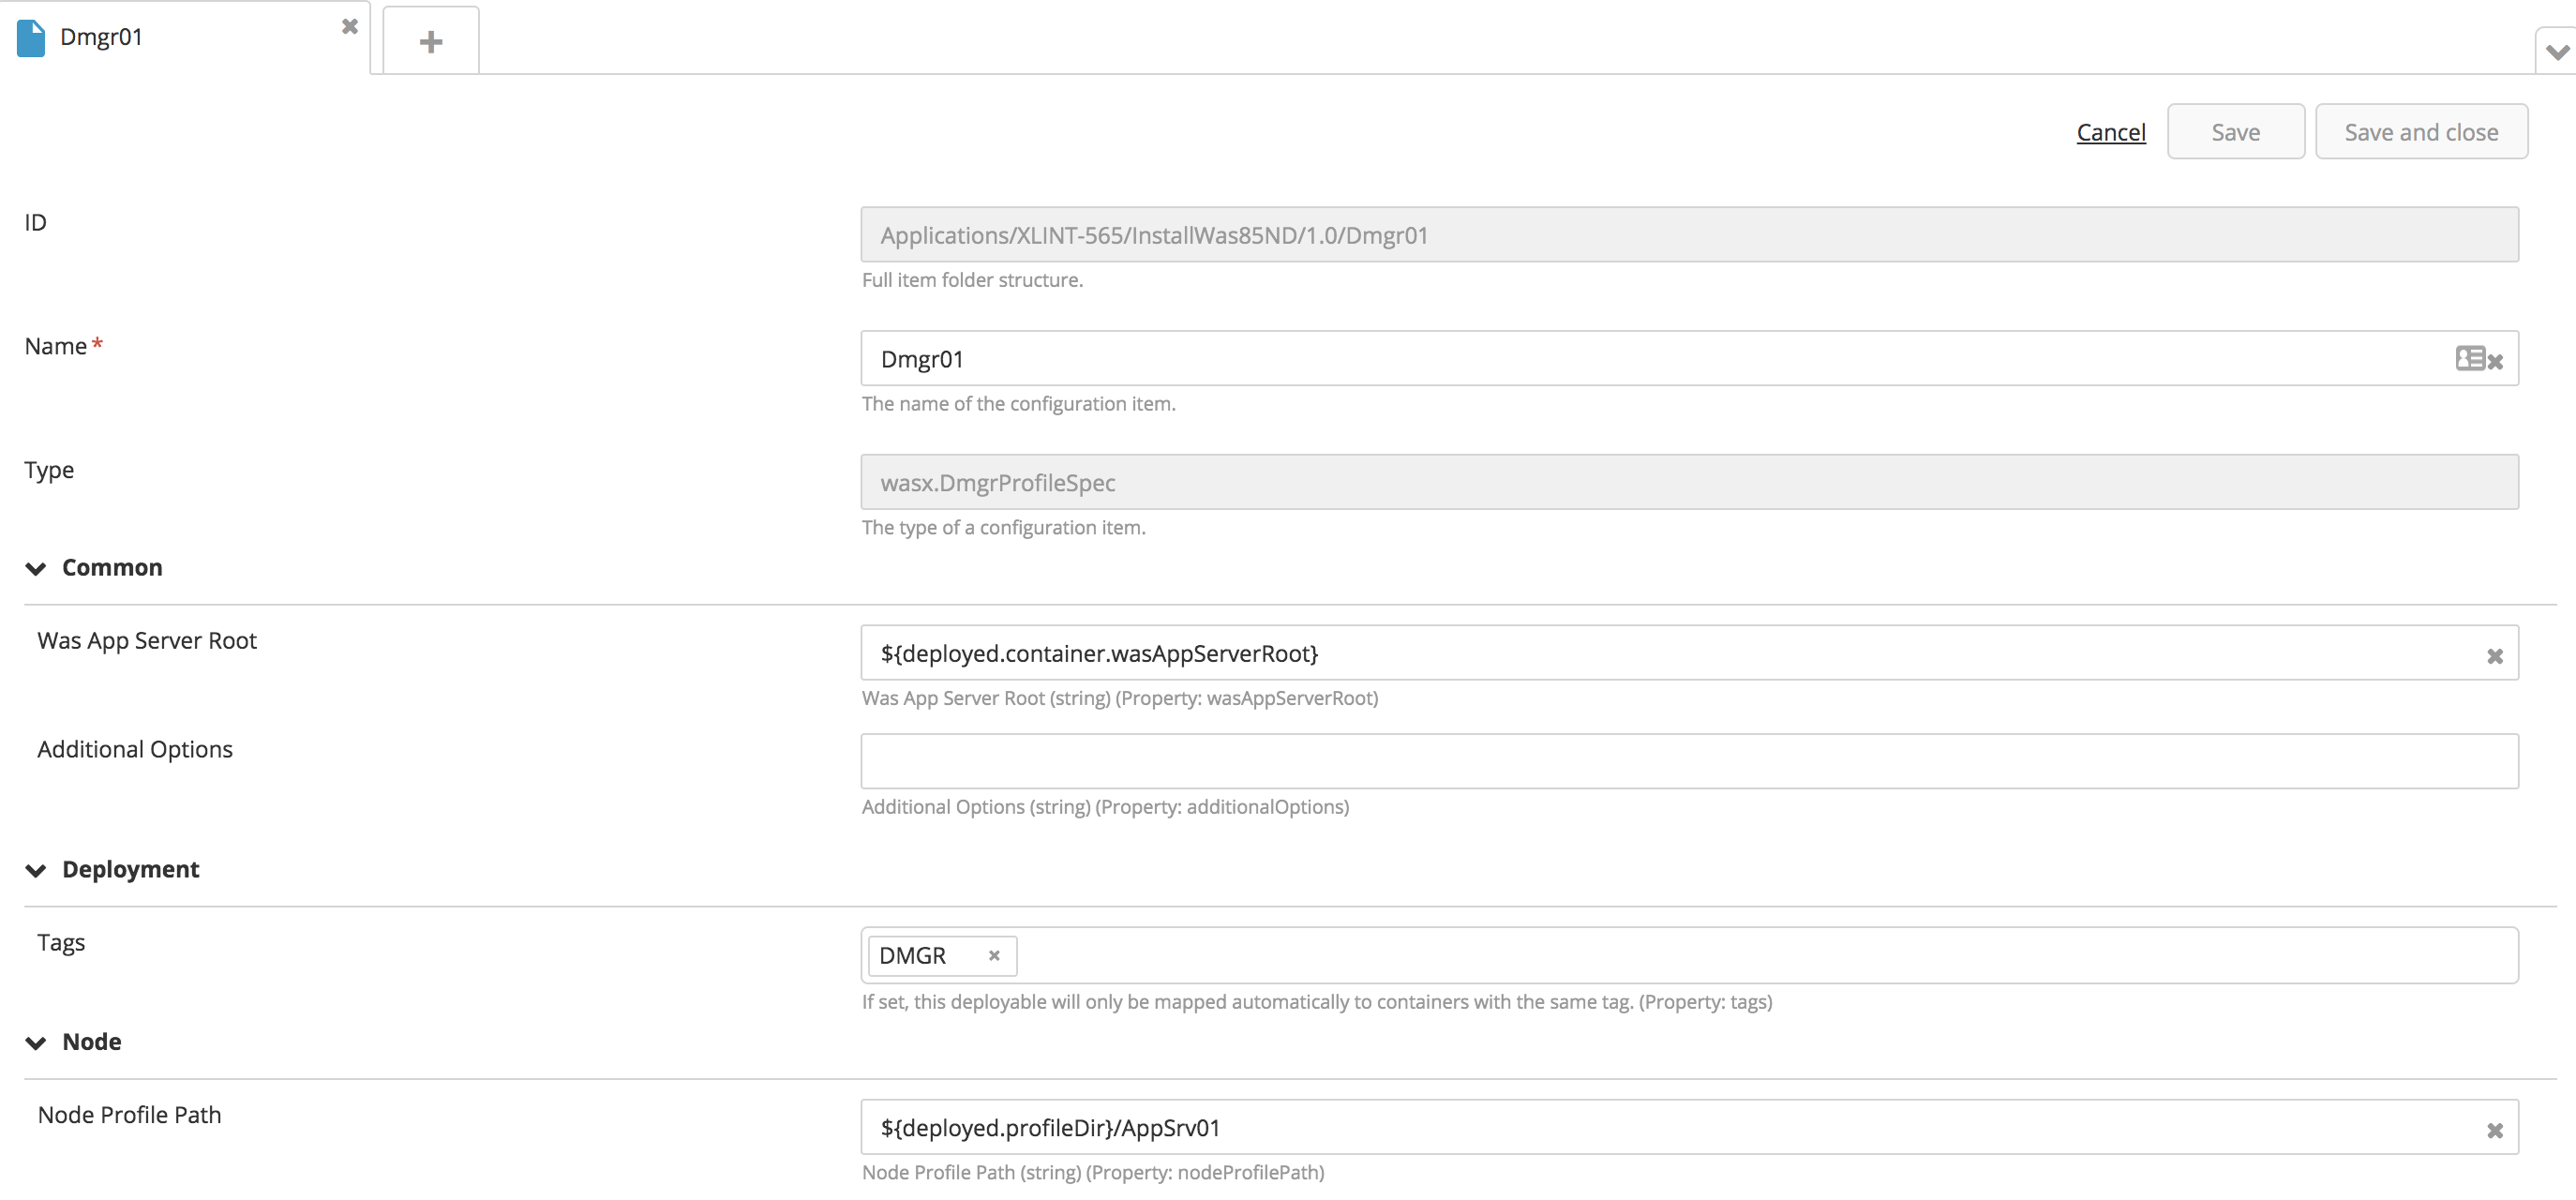 Dmgr01
Cancel Save Save and close
ID
Applications/XLINT-565/InstallWas85ND/1.0/Dmgr01
Full item folder structure.
Name*
Dmgr01
The name of the configuration item.
Type
wasx.DmgrProfileSpec
The type of a configuration item.
Common
Was App Server Root
${deployed.container.wasAppServerRoot}
Was App Server Root (string) (Property: wasAppServerRoot)
Additional Options
Additional Options (string) (Property: additionalOptions)
Deployment
Tags
DMGR
If set, this deployable will only be mapped automatically to containers with the same tag. (Property: tags)
Node
Node Profile Path
${deployed.profileDir}/AppSrv01
Node Profile Path (string) (Property: nodeProfilePath)